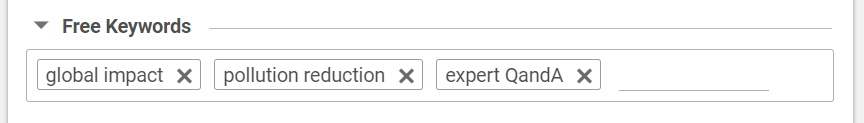 Free Keywords
global impact pollution reduction expert QandA